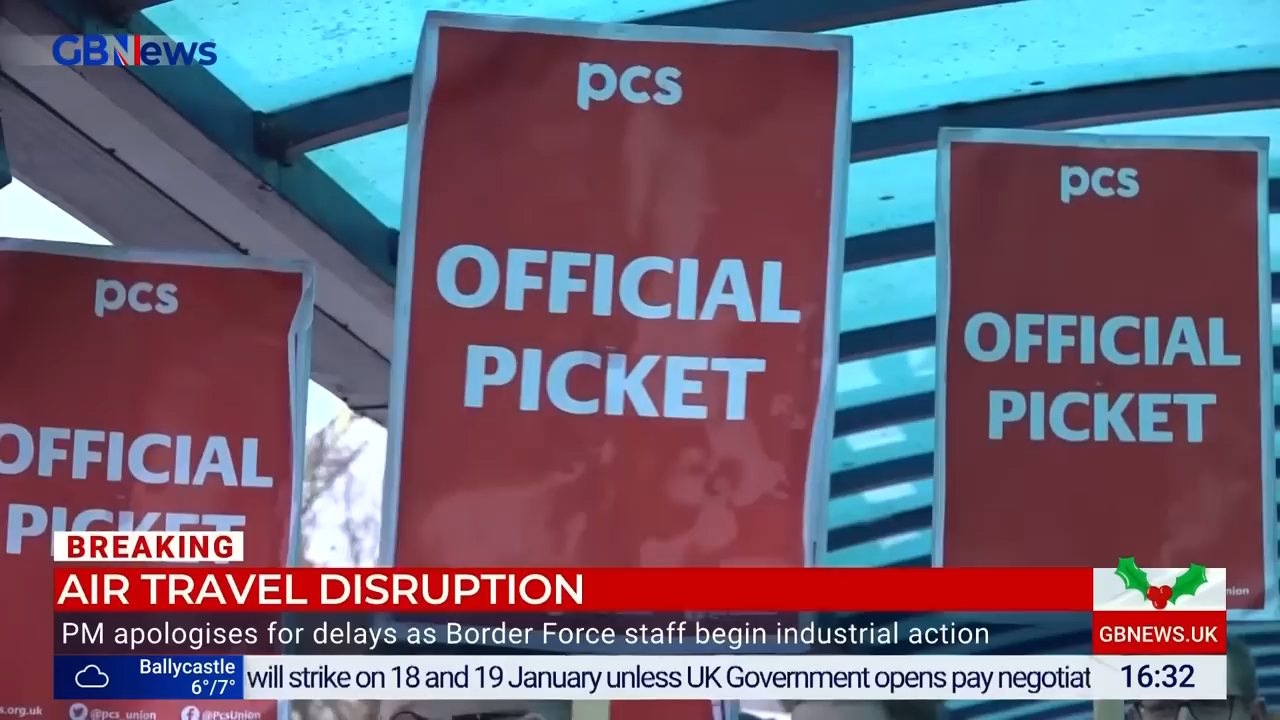 GBNews
pcs
OFFICIAL
PICKET
pcs
OFFICIAL
PICKET
pcs
OFFICIAL
PICKET
BREAKING
AIR TRAVEL DISRUPTION
PM apologises for delays as Border Force staff begin industrial action
GBNEWS.UK
Ballycastle
6°/7°
will strike on 18 and 19 January unless UK Government opens pay negotiat
16:32
s.org.uk
@pcs_union
@PcsUnion